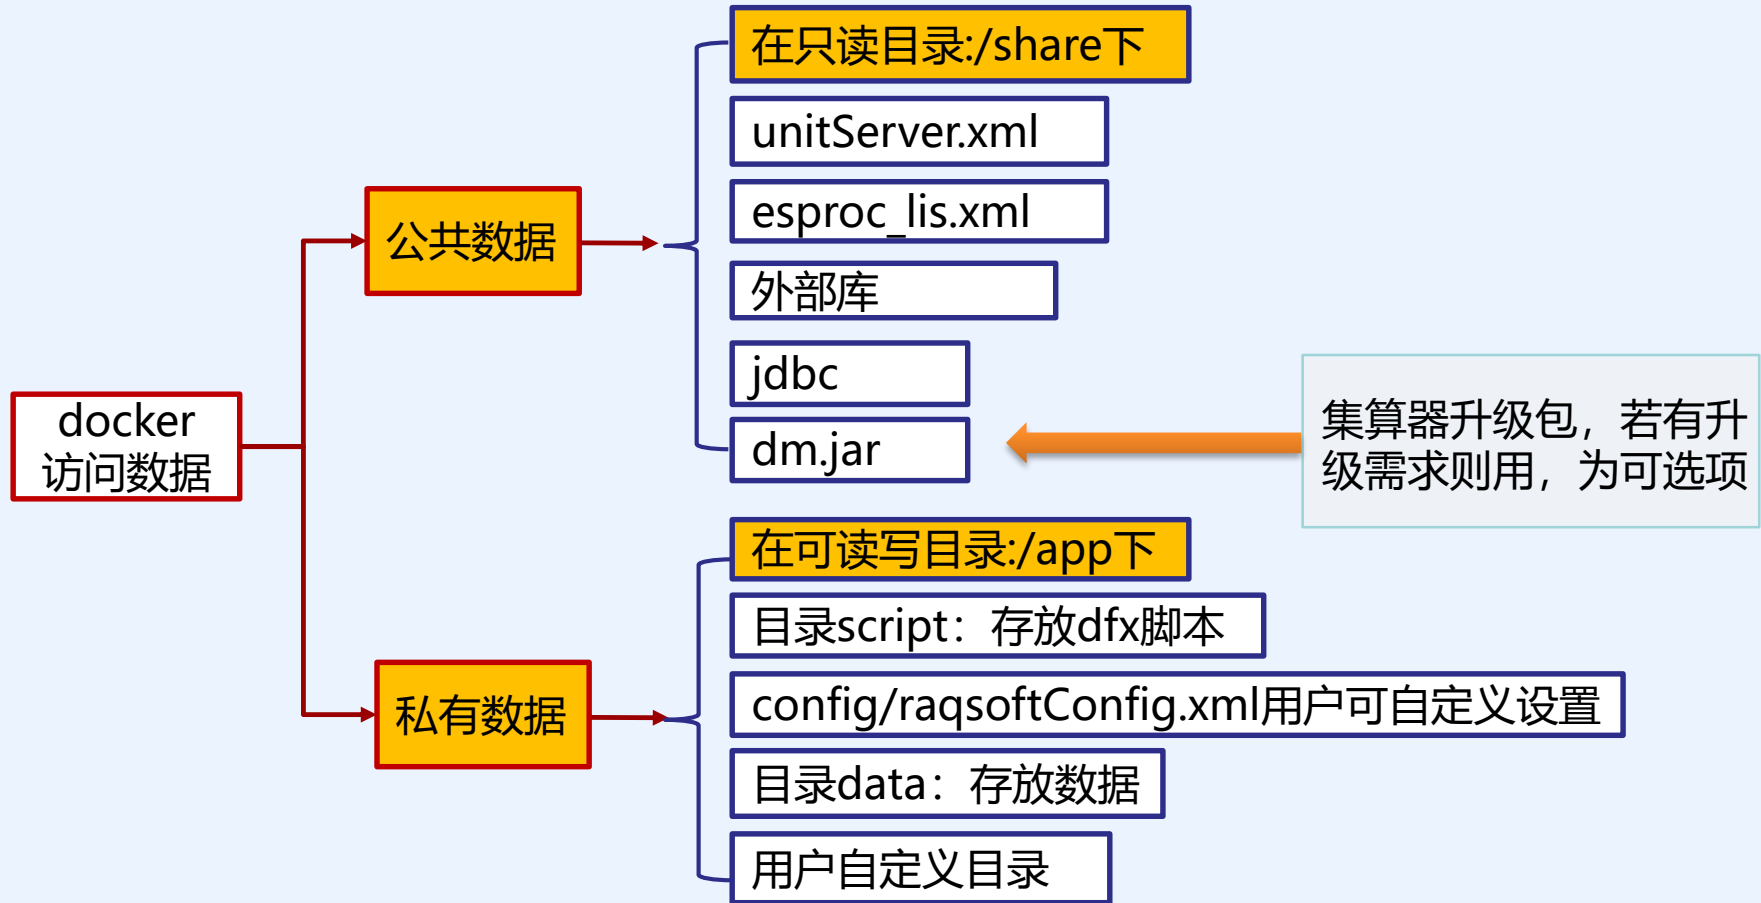 docker
访问数据
公共数据
在只读目录:/share下
unitServer.xml
esproc_lis.xml
外部库
jdbc
dm.jar
集算器升级包，若有升
级需求则用，为可选项
私有数据
在可读写目录:/app下
目录script：存放dfx脚本
config/raqsoftConfig.xml用户可自定义设置
目录data：存放数据
用户自定义目录